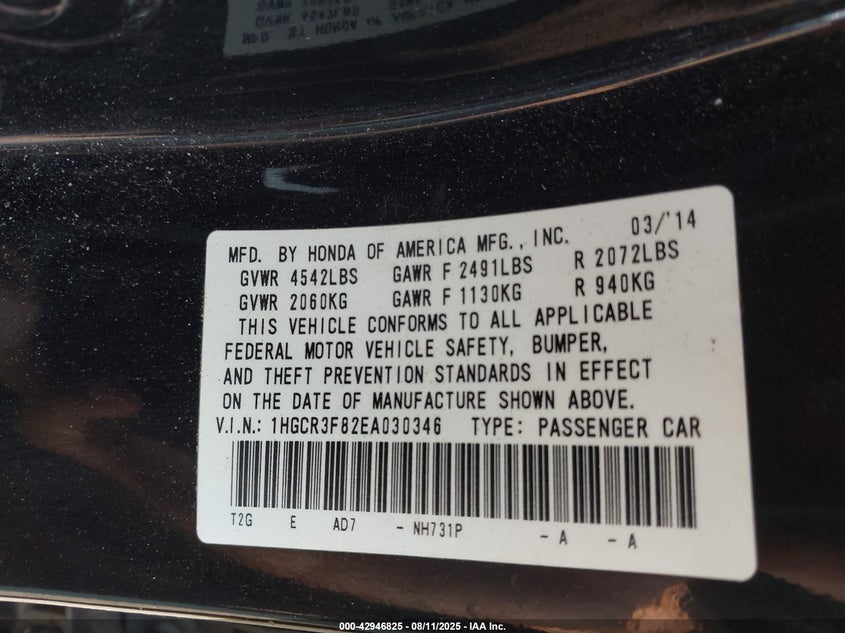 MFD. BY HONDA OF AMERICA MFG., INC. 03/'14
GVWR 4542LBS GAWR F 2491LBS R 2072LBS
GVWR 2060KG GAWR F 1130KG R 940KG
THIS VEHICLE CONFORMS TO ALL APPLICABLE
FEDERAL MOTOR VEHICLE SAFETY, BUMPER,
AND THEFT PREVENTION STANDARDS IN EFFECT
ON THE DATE OF MANUFACTURE SHOWN ABOVE.
V.I.N.: 1HGCR3F82EA030346 TYPE: PASSENGER CAR
T2G E AD7 - NH731P - A - A
000-42946825 - 08/11/2025 - IAA Inc.